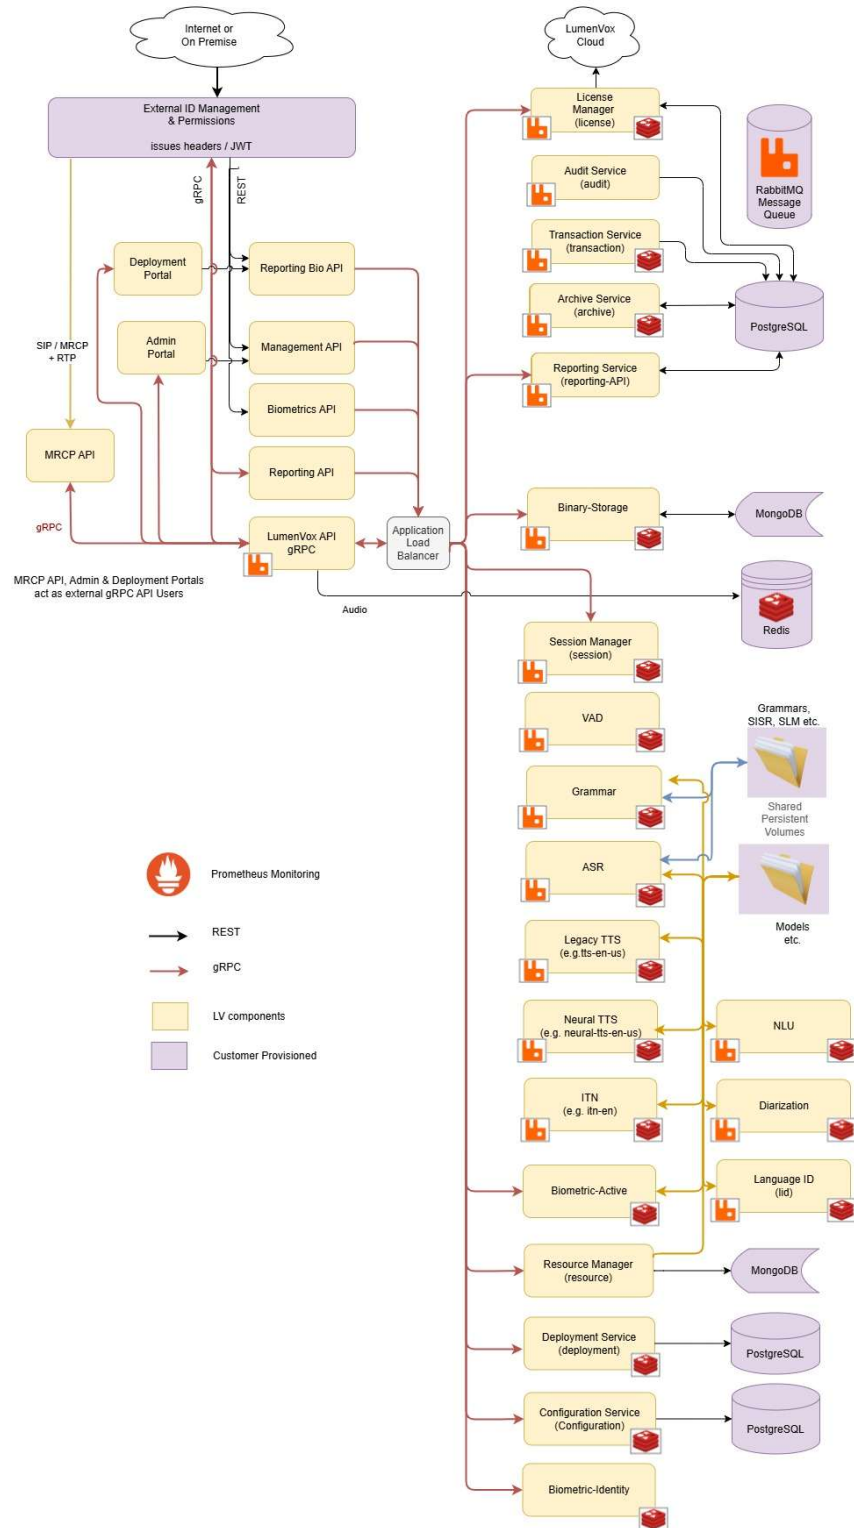 Internet or
On Premise
LumenVox
Cloud
External ID Management
& Permissions
issues headers / JWT
License
Manager
(license)
RabbitMQ
Message
Queue
gRPC
REST
Audit Service
(audit)
Transaction Service
(transaction)
Deployment
Portal
Reporting Bio API
Archive Service
(archive)
PostgreSQL
SIP / MRCP
+ RTP
Admin
Portal
Management API
Reporting Service
(reporting-API)
Biometrics API
MRCP API
Reporting API
Binary-Storage
MongoDB
gRPC
LumenVox API
gRPC
Application
Load
Balancer
MRCP API, Admin & Deployment Portals
act as external gRPC API Users
Audio
Redis
Session Manager
(session)
VAD
Grammars,
SISR, SLM etc.
Grammar
Shared
Persistent
Volumes
ASR
Prometheus Monitoring
Models
etc.
REST
Legacy TTS
(e.g.tts-en-us)
gRPC
LV components
Neural TTS
(e.g. neural-tts-en-us)
NLU
Customer Provisioned
ITN
(e.g. itn-en)
Diarization
Biometric-Active
Language ID
(lid)
Resource Manager
(resource)
MongoDB
Deployment Service
(deployment)
PostgreSQL
Configuration Service
(Configuration)
PostgreSQL
Biometric-Identity